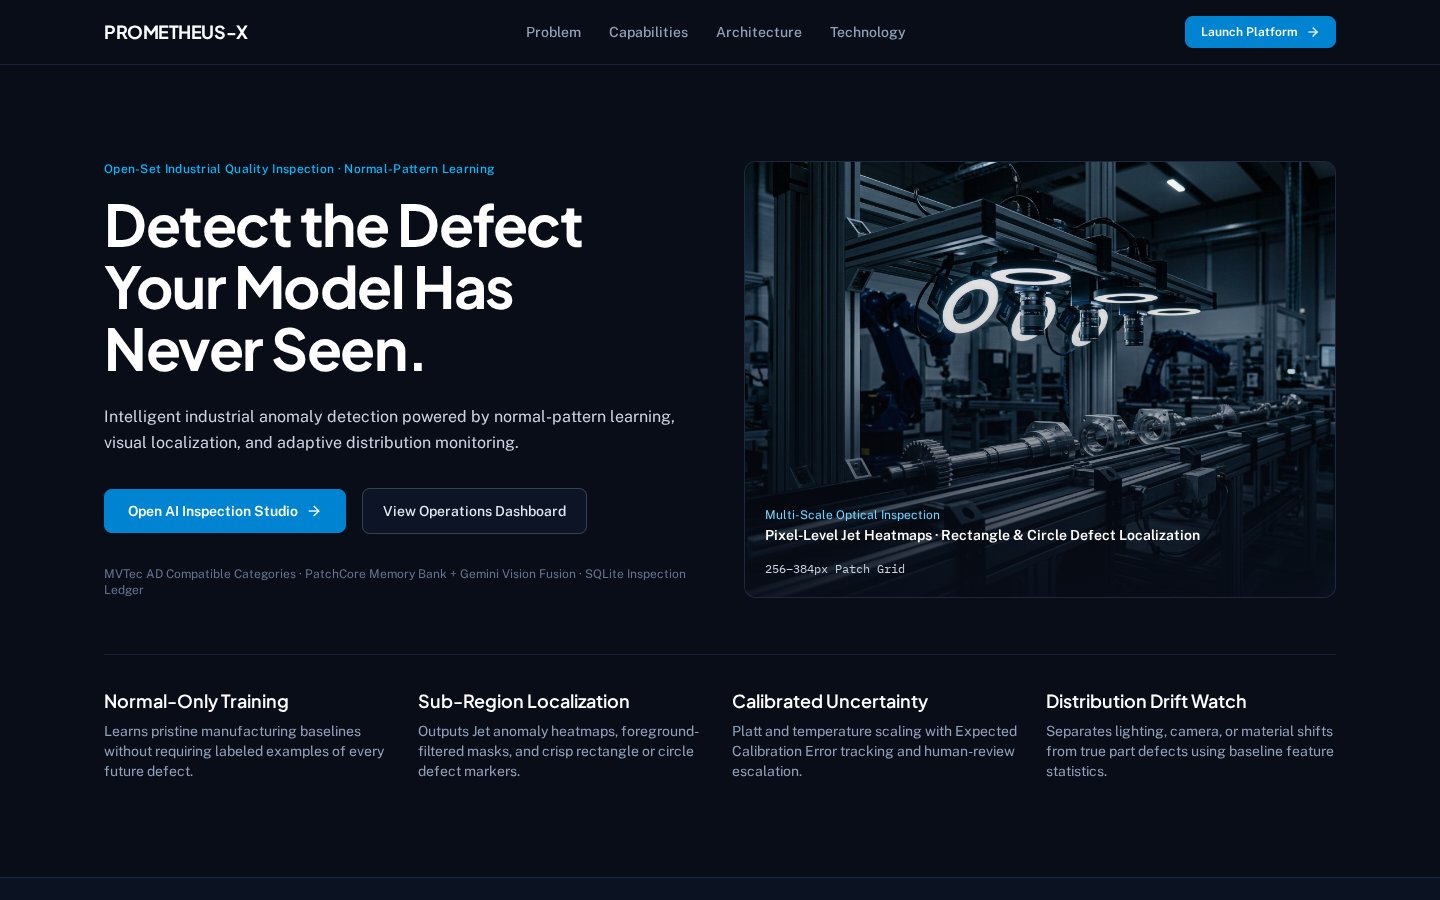 PROMETHEUS-X
Problem
Capabilities
Architecture
Technology
Launch Platform
Open-Set Industrial Quality Inspection · Normal-Pattern Learning
Detect the Defect
Your Model Has
Never Seen.
Intelligent industrial anomaly detection powered by normal-pattern learning,
visual localization, and adaptive distribution monitoring.
Open AI Inspection Studio
View Operations Dashboard
MVTec AD Compatible Categories · PatchCore Memory Bank + Gemini Vision Fusion · SQLite Inspection
Ledger
Multi-Scale Optical Inspection
Pixel-Level Jet Heatmaps · Rectangle & Circle Defect Localization
256–384px Patch Grid
Normal-Only Training
Learns pristine manufacturing baselines
without requiring labeled examples of every
future defect.
Sub-Region Localization
Outputs Jet anomaly heatmaps, foreground-
filtered masks, and crisp rectangle or circle
defect markers.
Calibrated Uncertainty
Platt and temperature scaling with Expected
Calibration Error tracking and human-review
escalation.
Distribution Drift Watch
Separates lighting, camera, or material shifts
from true part defects using baseline feature
statistics.